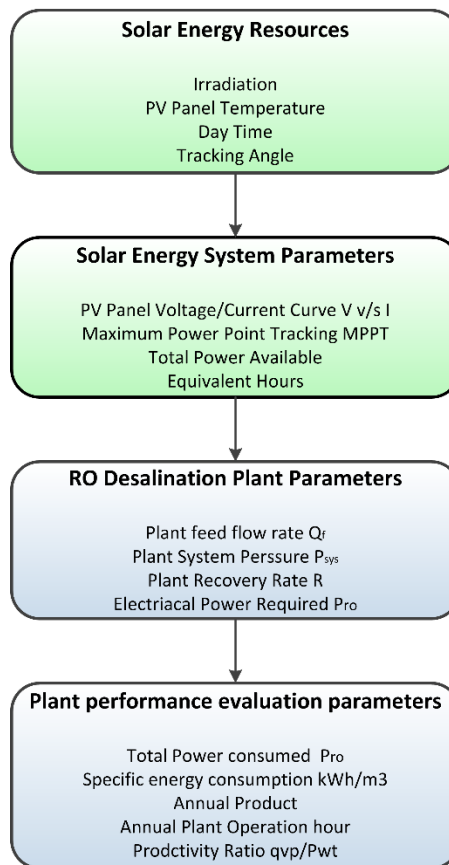 Solar Energy Resources
Irradiation
PV Panel Temperature
Day Time
Tracking Angle
Solar Energy System Parameters
PV Panel Voltage/Current Curve V v/s I
Maximum Power Point Tracking MPPT
Total Power Available
Equivalent Hours
RO Desalination Plant Parameters
Plant feed flow rate Qf
Plant System Perssure Psys
Plant Recovery Rate R
Electriacal Power Required Pro
Plant performance evaluation parameters
Total Power consumed Pro
Specific energy consumption kWh/m3
Annual Product
Annual Plant Operation hour
Prodctivity Ratio qvp/Pwt